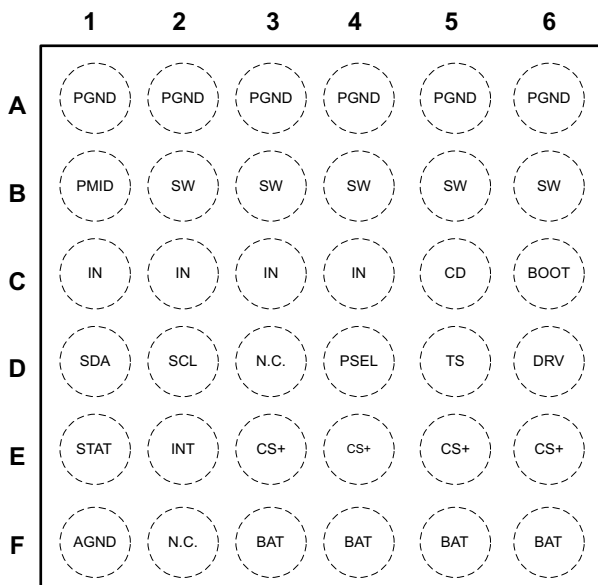 1 2 3 4 5 6
A PGND PGND PGND PGND PGND PGND
B PMID SW SW SW SW SW
C IN IN IN IN CD BOOT
D SDA SCL N.C. PSEL TS DRV
E STAT INT CS+ CS+ CS+ CS+
F AGND N.C. BAT BAT BAT BAT